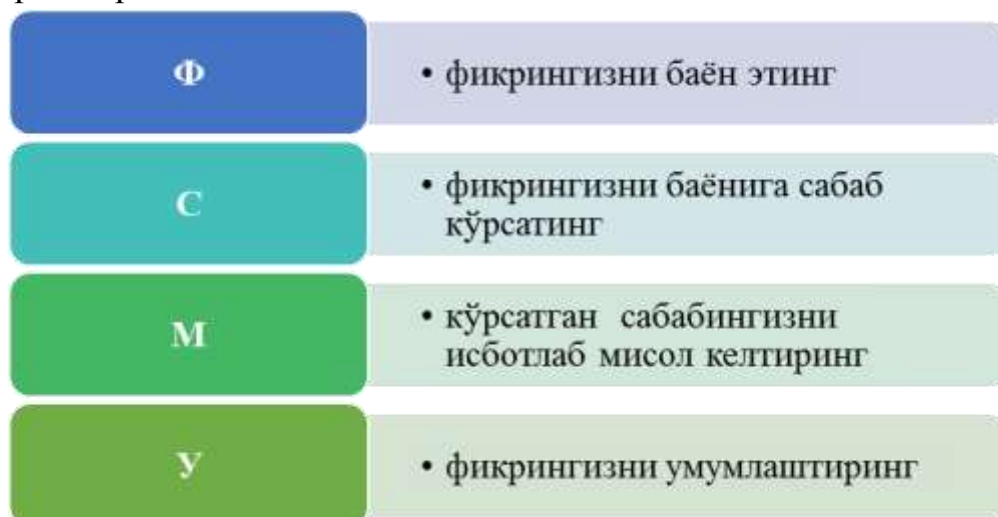 Ф
• фикрингизни баён этинг
С
• фикрингизни баёнига сабаб
кўрсатинг
М
• кўрсатган сабабингизни
исботлаб мисол келтиринг
У
• фикрингизни умумлаштиринг